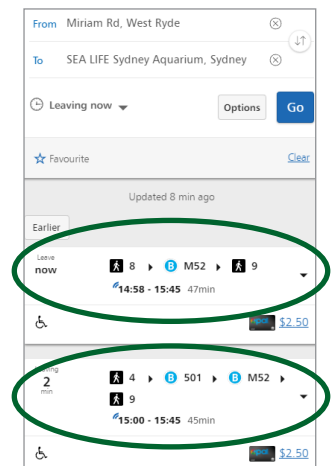 From Miriam Rd, West Ryde
To SEA LIFE Sydney Aquarium, Sydney
Leaving now
Options
Go
Favourite
Clear
Updated 8 min ago
Earlier
Leave
now
8 B M52 9
14:58 - 15:45 47min
$2.50
2
min
4 B 501 B M52
9
15:00 - 15:45 45min
$2.50